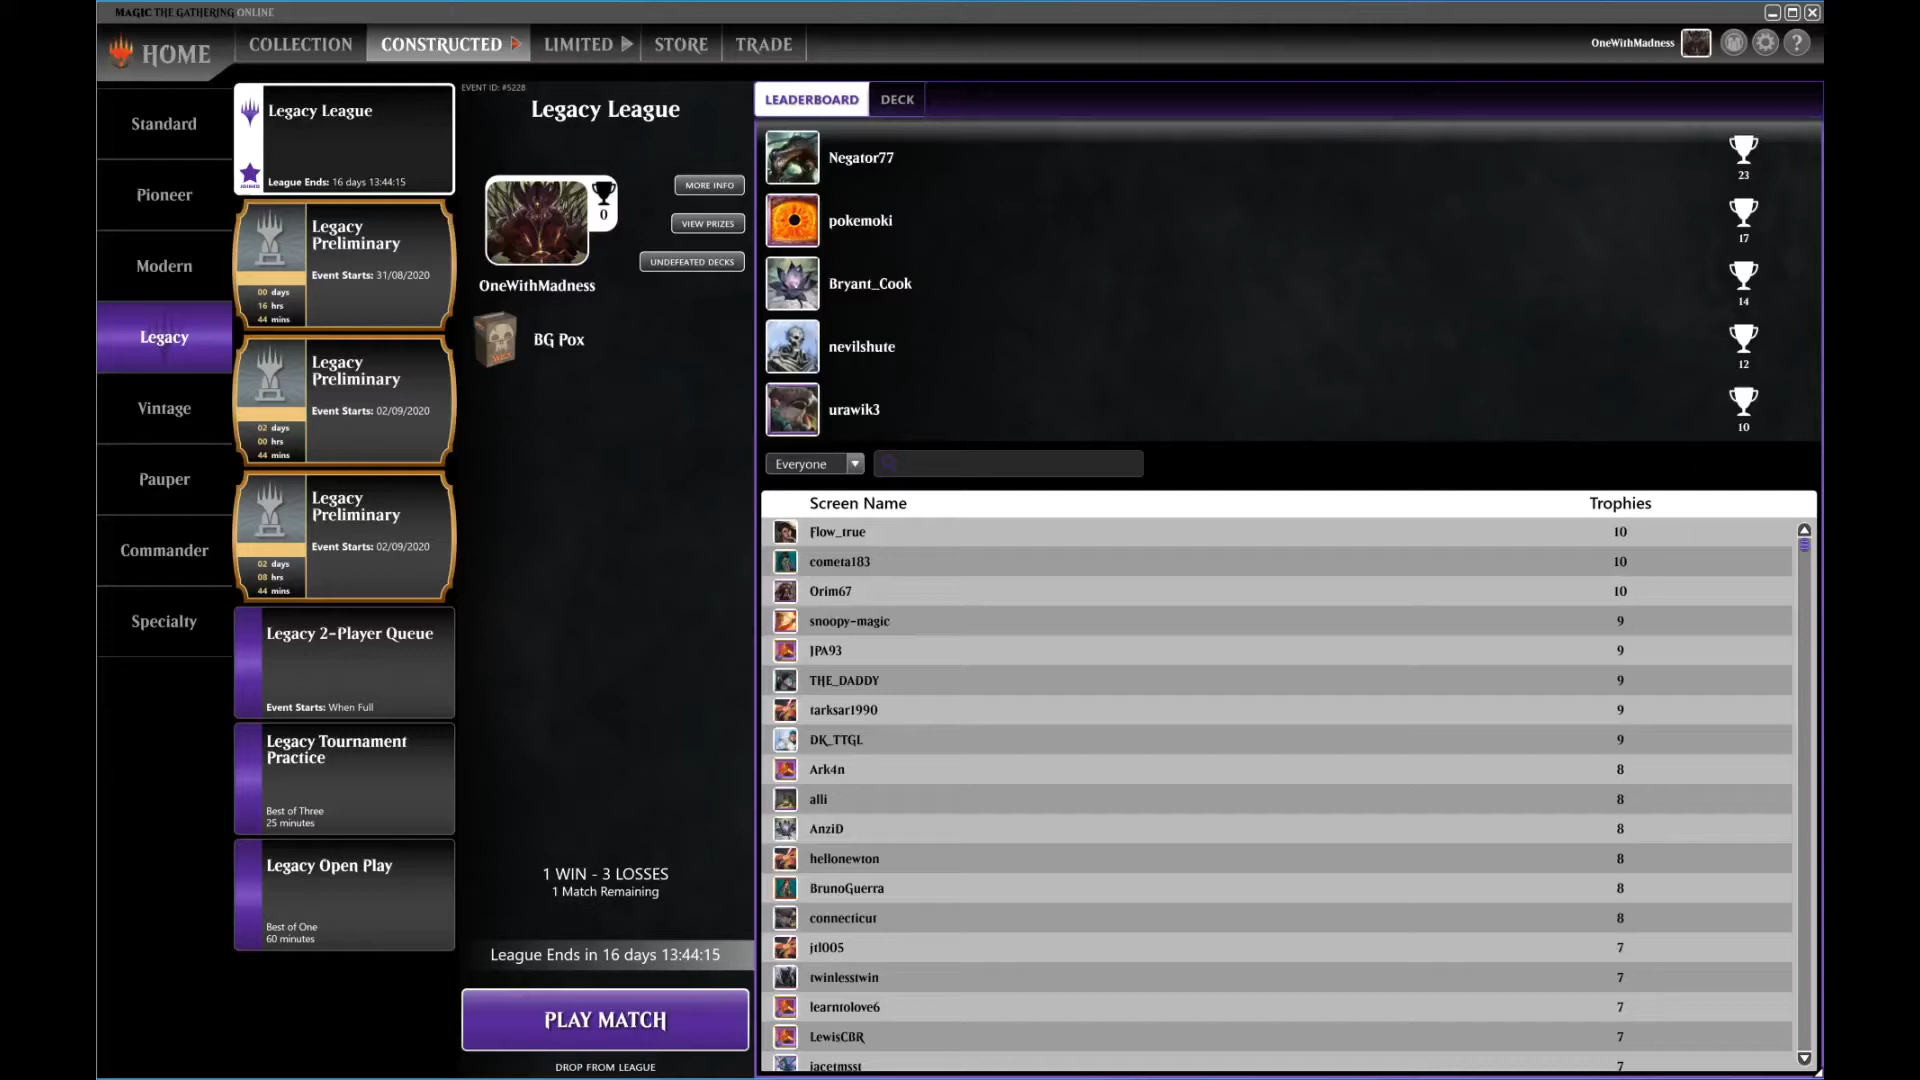 MAGIC THE GATHERING ONLINE
HOME
COLLECTION
CONSTRUCTED
LIMITED
STORE
TRADE
OneWithMadness
Standard
Pioneer
Modern
Legacy
Vintage
Pauper
Commander
Specialty
Legacy League
JOINED
League Ends: 16 days 13:44:15
Legacy
Preliminary
Event Starts: 31/08/2020
00 days
16 hrs
44 mins
Legacy
Preliminary
Event Starts: 02/09/2020
02 days
00 hrs
44 mins
Legacy
Preliminary
Event Starts: 02/09/2020
02 days
08 hrs
44 mins
Legacy 2-Player Queue
Event Starts: When Full
Legacy Tournament
Practice
Best of Three
25 minutes
Legacy Open Play
Best of One
60 minutes
EVENT ID: #5228
Legacy League
0
MORE INFO
VIEW PRIZES
UNDEFEATED DECKS
OneWithMadness
BG Pox
1 WIN - 3 LOSSES
1 Match Remaining
League Ends in 16 days 13:44:15
PLAY MATCH
DROP FROM LEAGUE
LEADERBOARD
DECK
Negator77
23
pokemoki
17
Bryant_Cook
14
nevilshute
12
urawik3
10
Everyone
Screen Name Trophies
Flow_true 10
cometa183 10
Orim67 10
snoopy-magic 9
JPA93 9
THE_DADDY 9
tarksar1990 9
DK_TTGL 9
Ark4n 8
alli 8
AnziD 8
hellonewton 8
BrunoGuerra 8
connecticut 8
jtl005 7
twinlesstwin 7
learntolove6 7
LewisCBR 7
jacetmsst 7